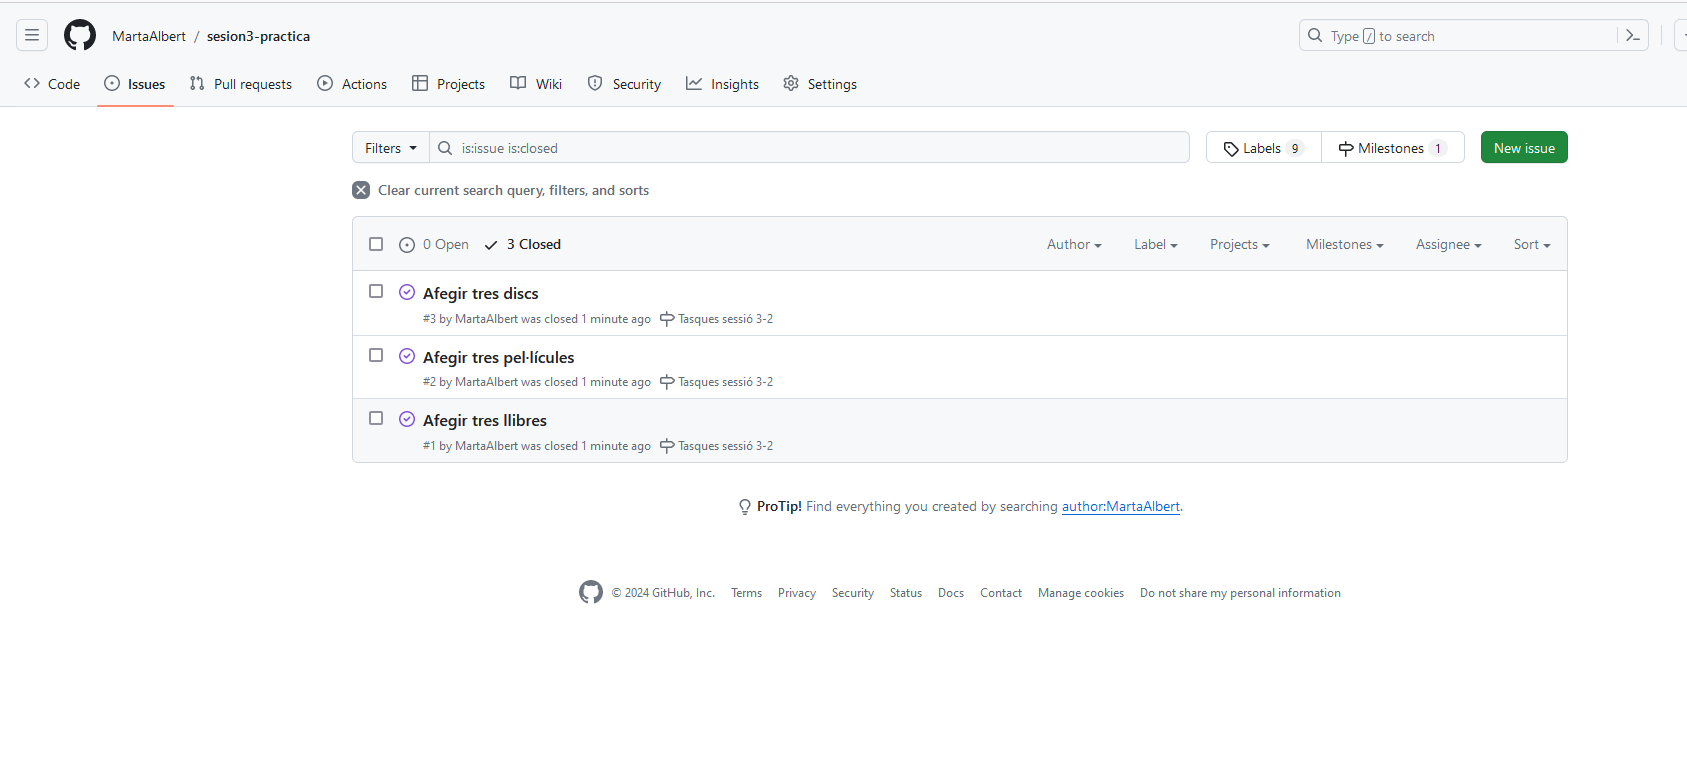 MartaAlbert / sesion3-practica
Type / to search
Code Issues Pull requests Actions Projects Wiki Security Insights Settings
Filters is:issue is:closed Labels 9 Milestones 1 New issue
Clear current search query, filters, and sorts
0 Open 3 Closed Author Label Projects Milestones Assignee Sort
Afegir tres discs
#3 by MartaAlbert was closed 1 minute ago Tasques sessió 3-2
Afegir tres pel·lícules
#2 by MartaAlbert was closed 1 minute ago Tasques sessió 3-2
Afegir tres llibres
#1 by MartaAlbert was closed 1 minute ago Tasques sessió 3-2
ProTip! Find everything you created by searching author:MartaAlbert.
© 2024 GitHub, Inc. Terms Privacy Security Status Docs Contact Manage cookies Do not share my personal information